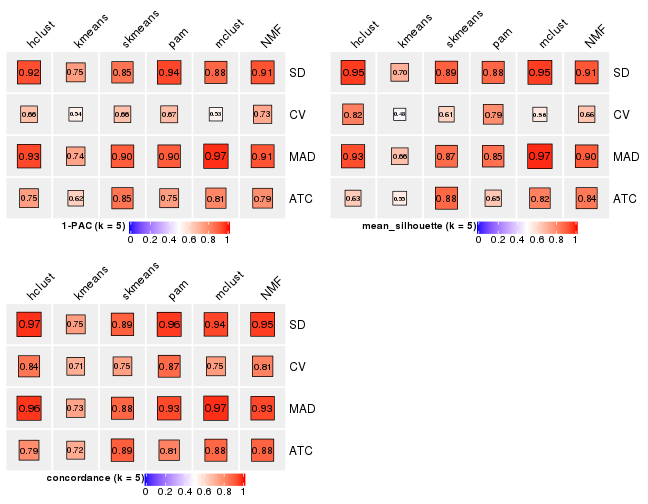 hclust kmeans skmeans pam mclust NMF
0.92 0.75 0.85 0.94 0.88 0.91 SD
0.66 0.54 0.66 0.67 0.53 0.73 CV
0.93 0.74 0.90 0.90 0.97 0.91 MAD
0.75 0.62 0.85 0.75 0.81 0.79 ATC
1-PAC (k = 5)
0 0.2 0.4 0.6 0.8 1
hclust kmeans skmeans pam mclust NMF
0.95 0.70 0.89 0.88 0.95 0.91 SD
0.82 0.48 0.61 0.79 0.56 0.66 CV
0.93 0.66 0.87 0.85 0.97 0.90 MAD
0.63 0.55 0.88 0.65 0.82 0.84 ATC
mean_silhouette (k = 5)
0 0.2 0.4 0.6 0.8 1
hclust kmeans skmeans pam mclust NMF
0.97 0.75 0.89 0.96 0.94 0.95 SD
0.84 0.71 0.75 0.87 0.75 0.81 CV
0.96 0.73 0.88 0.93 0.97 0.93 MAD
0.79 0.72 0.89 0.81 0.88 0.88 ATC
concordance (k = 5)
0 0.2 0.4 0.6 0.8 1